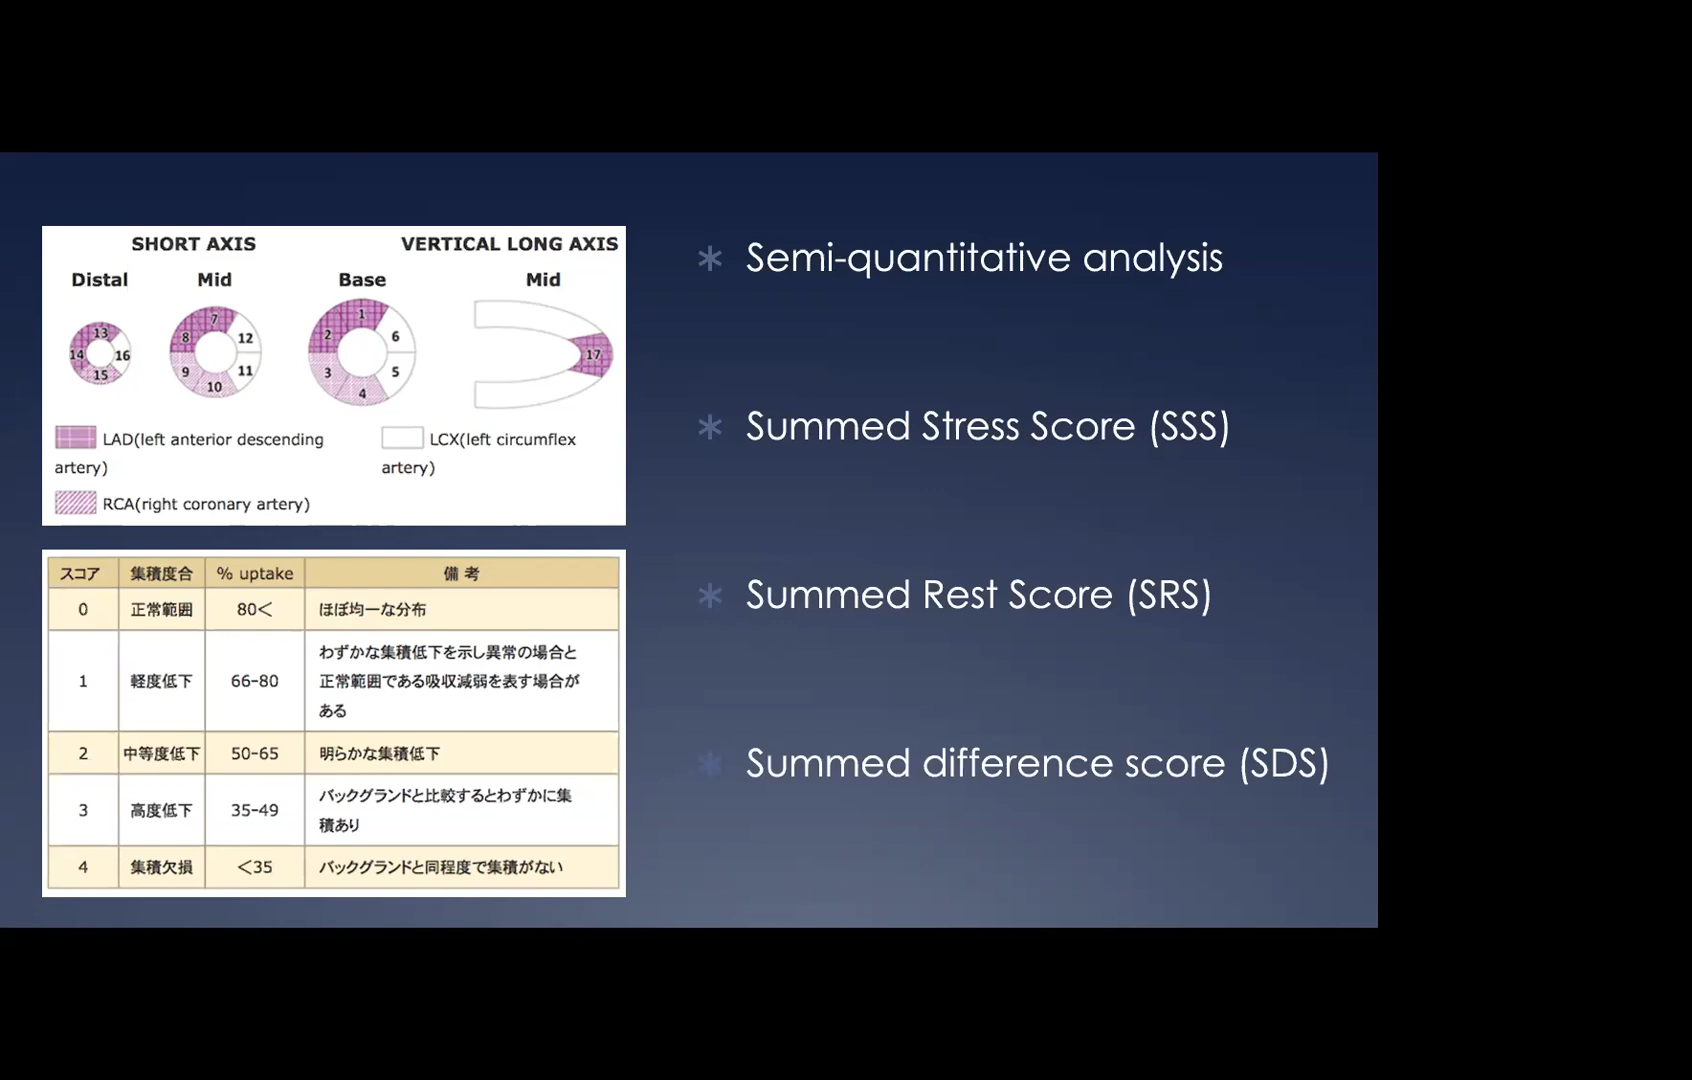 SHORT AXIS
VERTICAL LONG AXIS
Distal
Mid
Base
Mid
13
14
16
15
7
8
12
9
11
10
1
2
6
3
5
4
17
LAD(left anterior descending
artery)
LCX(left circumflex
artery)
RCA(right coronary artery)
スコア 集積度合 % uptake 備 考
0 正常範囲 80< ほぼ均一な分布
1 軽度低下 66-80 わずかな集積低下を示し異常の場合と
正常範囲である吸収減弱を表す場合が
ある
2 中等度低下 50-65 明らかな集積低下
3 高度低下 35-49 バックグランドと比較するとわずかに集
積あり
4 集積欠損 <35 バックグランドと同程度で集積がない
* Semi-quantitative analysis
* Summed Stress Score (SSS)
* Summed Rest Score (SRS)
* Summed difference score (SDS)